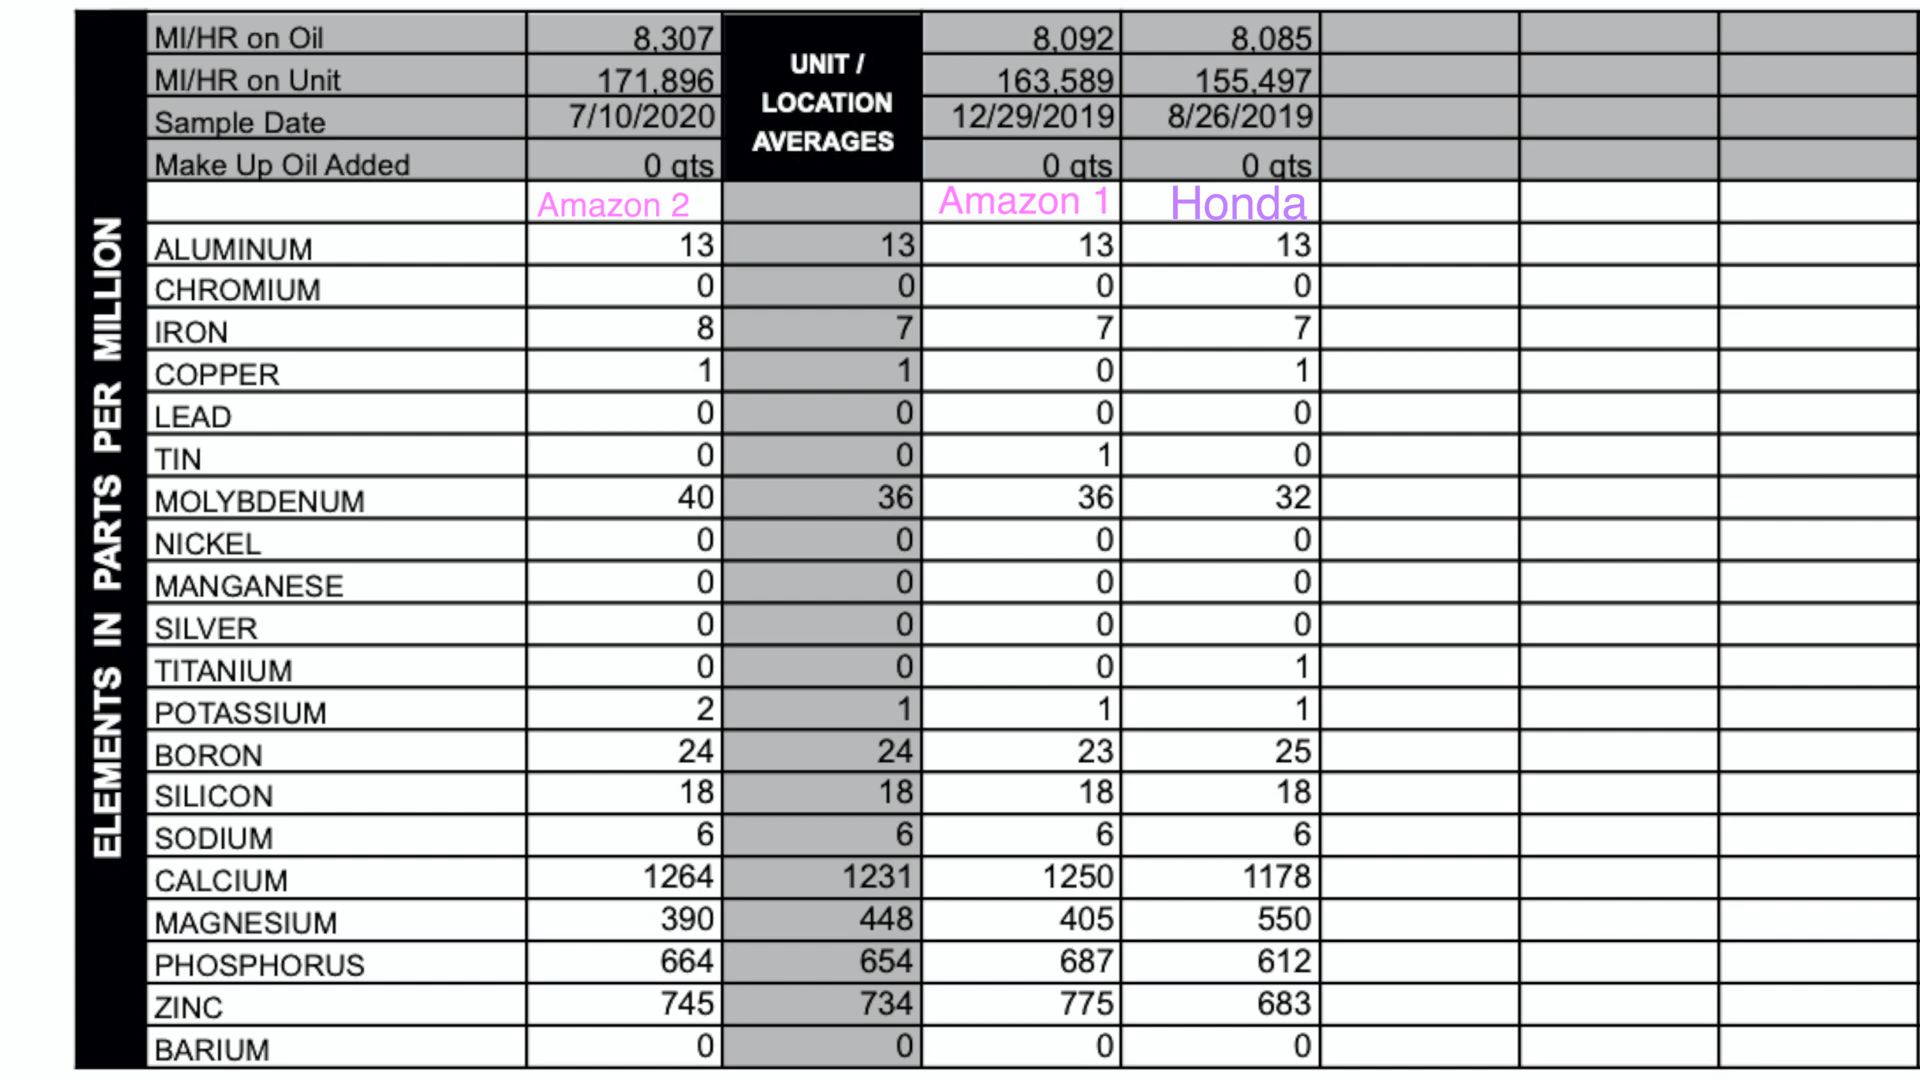 MI/HR on Oil 8,307 UNIT / 8,092 8,085
MI/HR on Unit 171,896 LOCATION 163,589 155,497
Sample Date 7/10/2020 AVERAGES 12/29/2019 8/26/2019
Make Up Oil Added 0 qts 0 qts 0 qts
Amazon 2 Amazon 1 Honda
ELEMENTS IN PARTS PER MILLION
ALUMINUM 13 13 13 13
CHROMIUM 0 0 0 0
IRON 8 7 7 7
COPPER 1 1 0 1
LEAD 0 0 0 0
TIN 0 0 1 0
MOLYBDENUM 40 36 36 32
NICKEL 0 0 0 0
MANGANESE 0 0 0 0
SILVER 0 0 0 0
TITANIUM 0 0 0 1
POTASSIUM 2 1 1 1
BORON 24 24 23 25
SILICON 18 18 18 18
SODIUM 6 6 6 6
CALCIUM 1264 1231 1250 1178
MAGNESIUM 390 448 405 550
PHOSPHORUS 664 654 687 612
ZINC 745 734 775 683
BARIUM 0 0 0 0